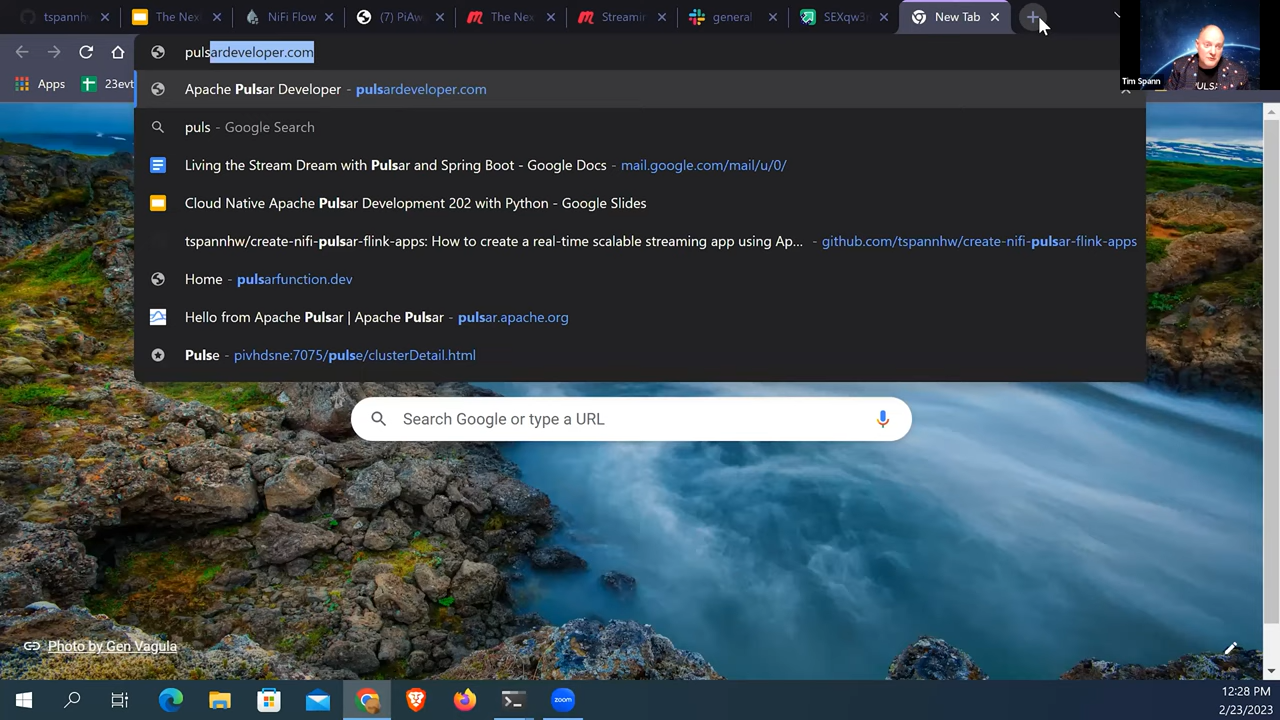 tspannhw
The Nex
NiFi Flow
(7) PiAw
The Nex
Streamin
general
SEXqw3
New Tab
pulsardeveloper.com
Apps
23evt
Tim Spann
PULSA
Apache Pulsar Developer - pulsardeveloper.com
puls - Google Search
Living the Stream Dream with Pulsar and Spring Boot - Google Docs - mail.google.com/mail/u/0/
Cloud Native Apache Pulsar Development 202 with Python - Google Slides
tspannhw/create-nifi-pulsar-flink-apps: How to create a real-time scalable streaming app using Ap... - github.com/tspannhw/create-nifi-pulsar-flink-apps
Home - pulsarfunction.dev
Hello from Apache Pulsar | Apache Pulsar - pulsar.apache.org
Pulse - pivhdsne:7075/pulse/clusterDetail.html
Search Google or type a URL
Photo by Gen Vagula
zoom
12:28 PM
2/23/2023